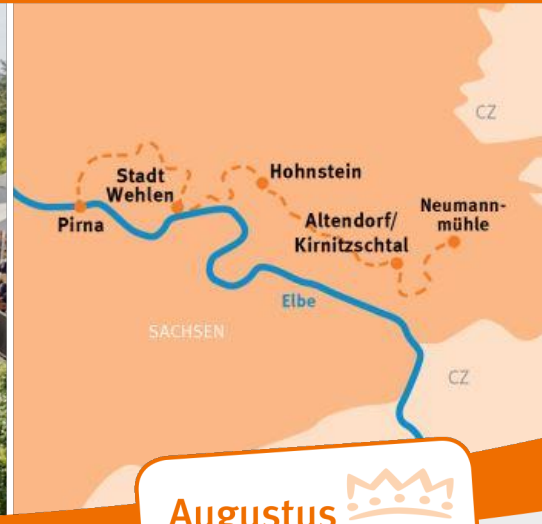 CZ
Stadt
Wehlen
Hohnstein
Pirna
Altendorf/
Kirnitzschtal
Neumann-
mühle
Elbe
SACHSEN
CZ
Augustus